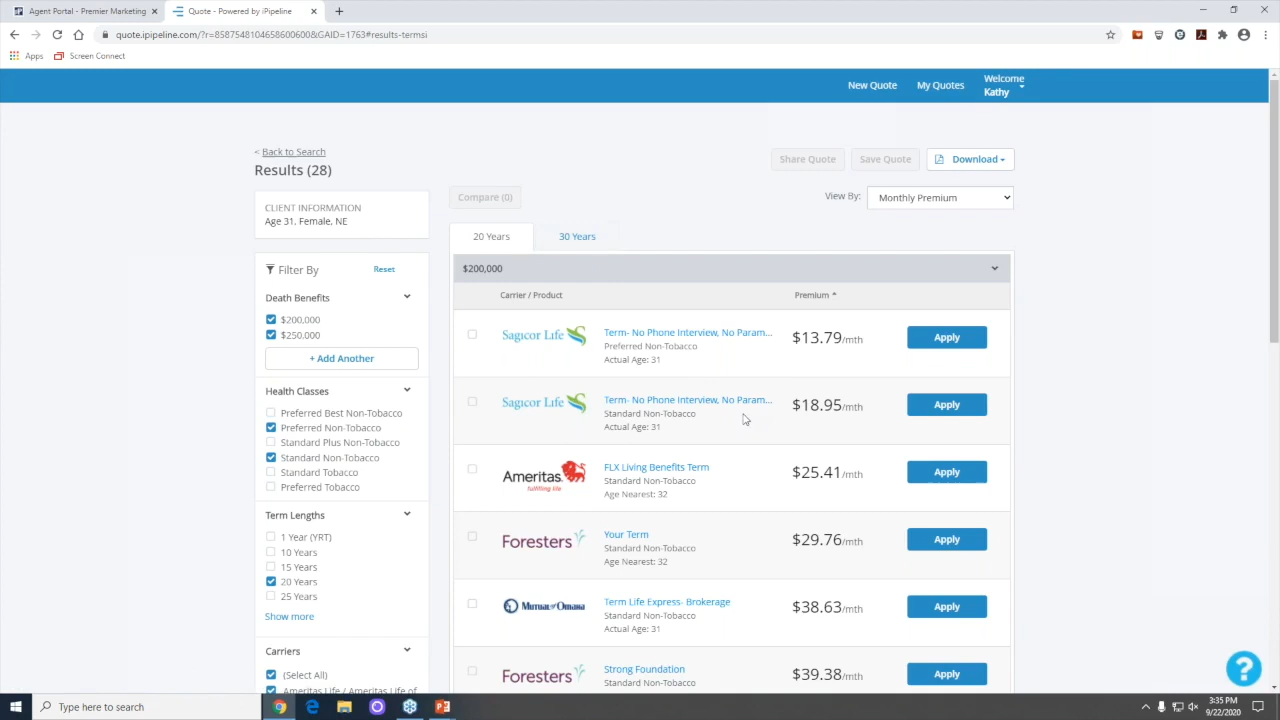 Agent Portal - Premier Marketing
Quote - Powered by iPipeline
quote.ipipeline.com/?r=8587548104658600600&GAID=1763#results-termsi
Apps
Screen Connect
New Quote
My Quotes
Welcome
Kathy
< Back to Search
Results (28)
Share Quote
Save Quote
Download
Compare (0)
View By:
Monthly Premium
CLIENT INFORMATION
Age 31, Female, NE
20 Years
30 Years
Filter By
Reset
Death Benefits
$200,000
$250,000
+ Add Another
Health Classes
Preferred Best Non-Tobacco
Preferred Non-Tobacco
Standard Plus Non-Tobacco
Standard Non-Tobacco
Standard Tobacco
Preferred Tobacco
Term Lengths
1 Year (YRT)
10 Years
15 Years
20 Years
25 Years
Show more
Carriers
(Select All)
Ameritas Life / Ameritas Life of
$200,000
Carrier / Product
Premium
Sagicor Life
Term- No Phone Interview, No Param...
Preferred Non-Tobacco
Actual Age: 31
$13.79/mth
Apply
Sagicor Life
Term- No Phone Interview, No Param...
Standard Non-Tobacco
Actual Age: 31
$18.95/mth
Apply
Ameritas
fulfilling life
FLX Living Benefits Term
Standard Non-Tobacco
Age Nearest: 32
$25.41/mth
Apply
Foresters
Your Term
Standard Non-Tobacco
Age Nearest: 32
$29.76/mth
Apply
Mutual of Omaha
Term Life Express- Brokerage
Standard Non-Tobacco
Actual Age: 31
$38.63/mth
Apply
Foresters
Strong Foundation
Standard Non-Tobacco
$39.38/mth
Apply
?
Type here to search
3:35 PM
9/22/2020